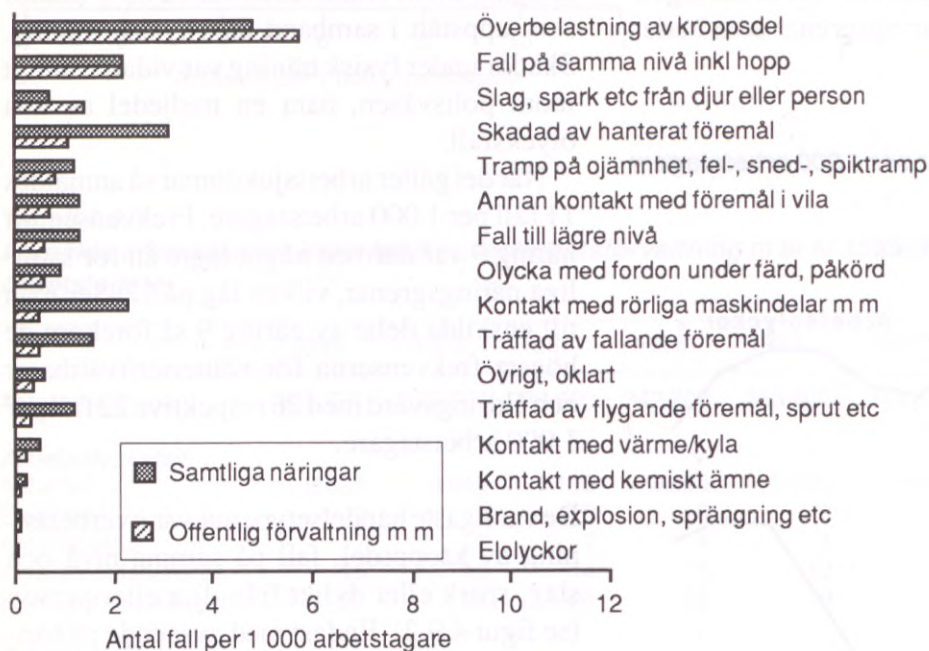 Överbelastning av kroppsdel
Fall på samma nivå inkl hopp
Slag, spark etc från djur eller person
Skadad av hanterat föremål
Tramp på ojämnhet, fel-, sned-, spiktramp
Annan kontakt med föremål i vila
Fall till lägre nivå
Olycka med fordon under färd, påkörd
Kontakt med rörliga maskindelar m m
Träffad av fallande föremål
Övrigt, oklart
Träffad av flygande föremål, sprut etc
Kontakt med värme/kyla
Kontakt med kemiskt ämne
Brand, explosion, sprängning etc
Elolyckor
Samtliga näringar
Offentlig förvaltning m m
0 2 4 6 8 10 12
Antal fall per 1 000 arbetstagare